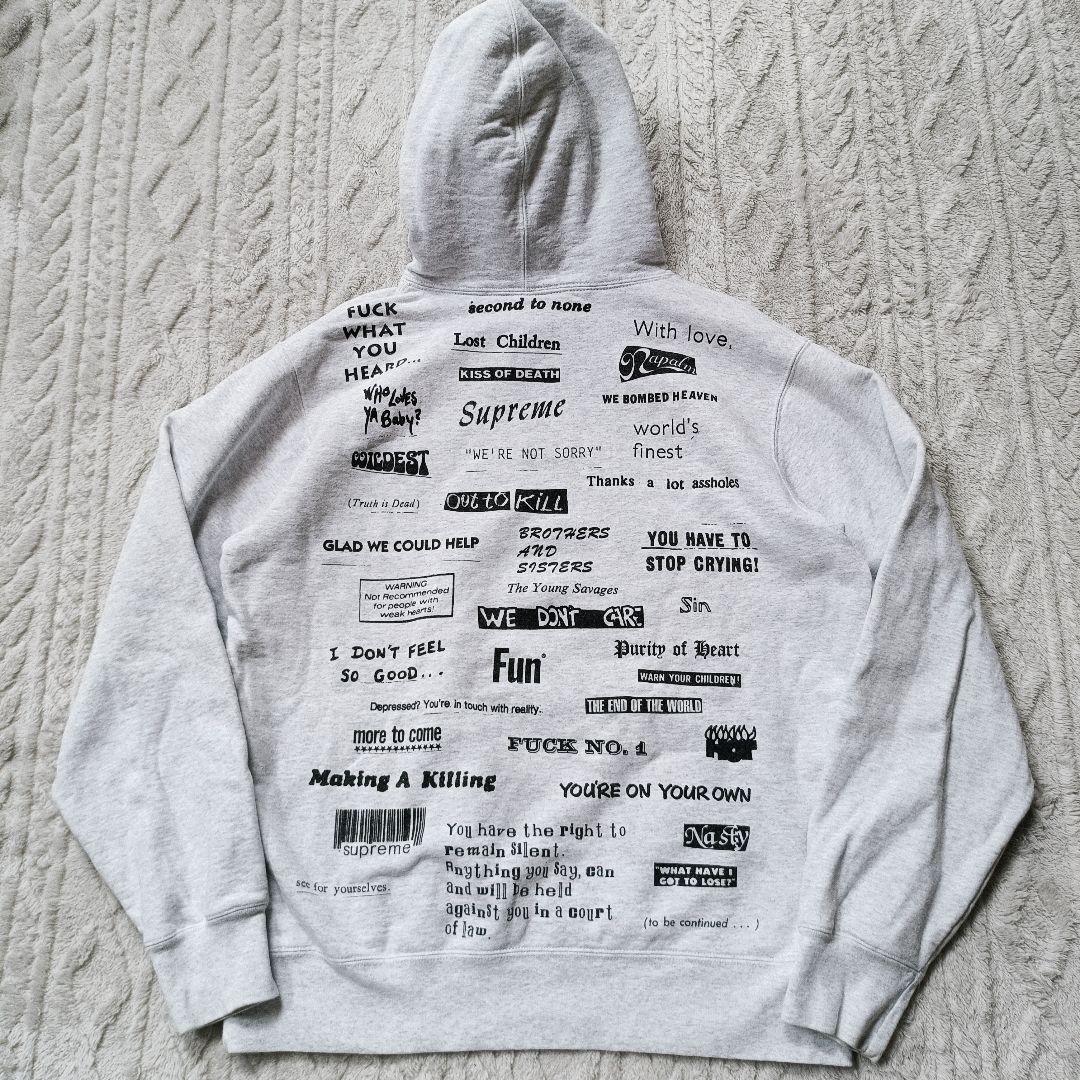 FUCK
WHAT
YOU
HEARD...
second to none
With love,
Lost Children
Napalm
KISS OF DEATH
WHO LOVES
YA Baby?
Supreme
WE BOMBED HEAVEN
world's
finest
WILDEST
"WE'RE NOT SORRY"
Thanks a lot assholes
(Truth is Dead)
OUT TO KILL
GLAD WE COULD HELP
BROTHERS
AND
SISTERS
YOU HAVE TO
STOP CRYING!
WARNING
Not Recommended
for people with
weak hearts!
The Young Savages
Sin
WE DON'T CARE
I DON'T FEEL
SO GOOD...
Fun
Purity of Heart
WARN YOUR CHILDREN!
Depressed? You're in touch with reality.
THE END OF THE WORLD
more to come
FUCK NO. 1
HOT
Making A Killing
YOU'RE ON YOUR OWN
supreme
You have the right to
remain silent.
Anything you say, can
and will be held
against you in a court
of law.
Nasty
"WHAT HAVE I
GOT TO LOSE?"
see for yourselves.
(to be continued . . . )